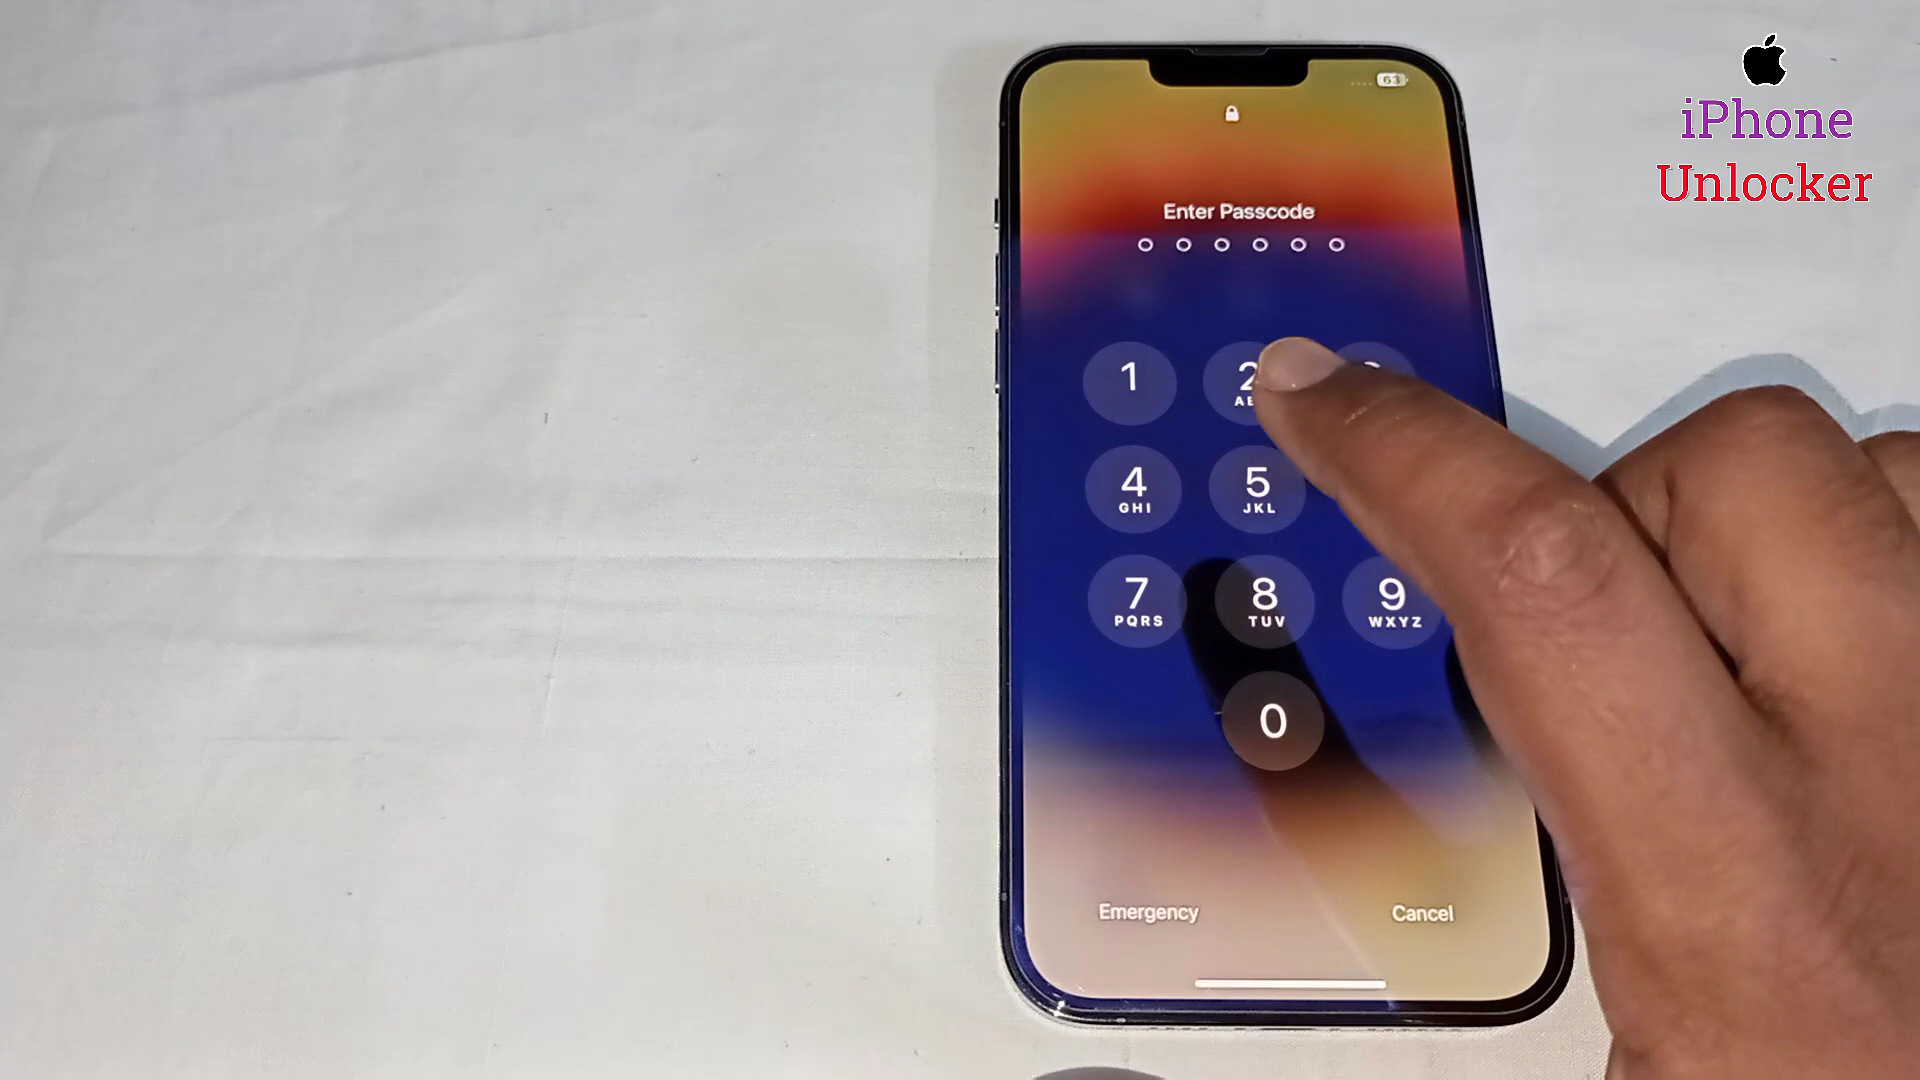 63
iPhone
Unlocker
Enter Passcode
1
2
4
GHI
5
JKL
7
PQRS
8
TUV
9
WXYZ
0
Emergency
Cancel